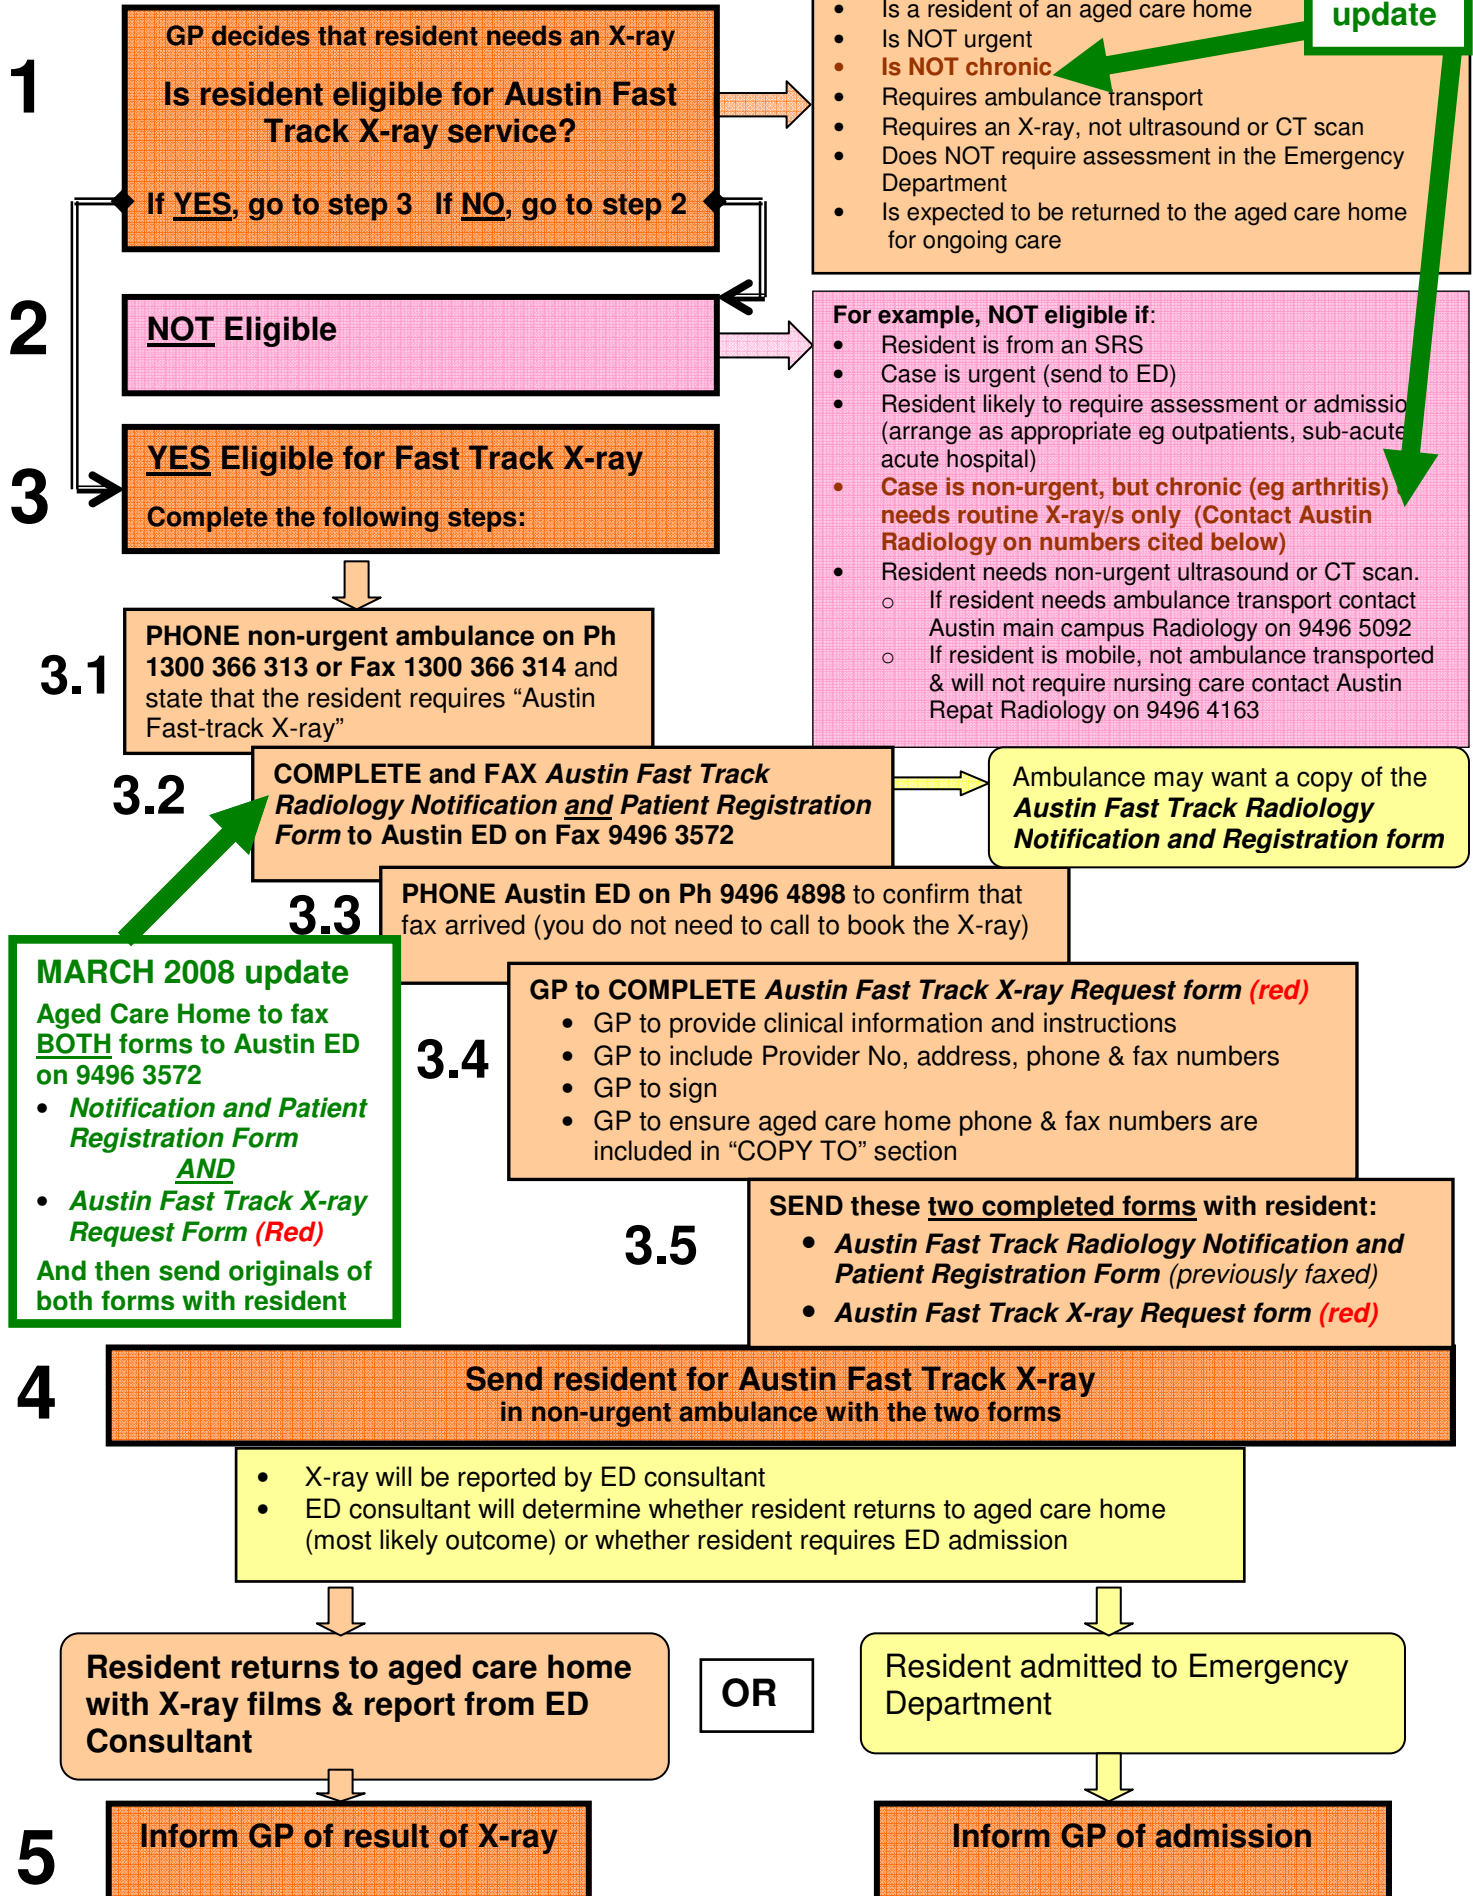 1
GP decides that resident needs an X-ray
Is resident eligible for Austin Fast
Track X-ray service?
If YES, go to step 3 If NO, go to step 2
• Is a resident of an aged care home
• Is NOT urgent
• Is NOT chronic
• Requires ambulance transport
• Requires an X-ray, not ultrasound or CT scan
• Does NOT require assessment in the Emergency
Department
• Is expected to be returned to the aged care home
for ongoing care
update
2
NOT Eligible
For example, NOT eligible if:
• Resident is from an SRS
• Case is urgent (send to ED)
• Resident likely to require assessment or admissio
(arrange as appropriate eg outpatients, sub-acute
acute hospital)
• Case is non-urgent, but chronic (eg arthritis)
needs routine X-ray/s only (Contact Austin
Radiology on numbers cited below)
• Resident needs non-urgent ultrasound or CT scan.
o If resident needs ambulance transport contact
Austin main campus Radiology on 9496 5092
o If resident is mobile, not ambulance transported
& will not require nursing care contact Austin
Repat Radiology on 9496 4163
3
YES Eligible for Fast Track X-ray
Complete the following steps:
3.1
PHONE non-urgent ambulance on Ph
1300 366 313 or Fax 1300 366 314 and
state that the resident requires “Austin
Fast-track X-ray”
3.2
COMPLETE and FAX Austin Fast Track
Radiology Notification and Patient Registration
Form to Austin ED on Fax 9496 3572
Ambulance may want a copy of the
Austin Fast Track Radiology
Notification and Registration form
3.3
PHONE Austin ED on Ph 9496 4898 to confirm that
fax arrived (you do not need to call to book the X-ray)
MARCH 2008 update
Aged Care Home to fax
BOTH forms to Austin ED
on 9496 3572
• Notification and Patient
Registration Form
AND
• Austin Fast Track X-ray
Request Form (Red)
And then send originals of
both forms with resident
3.4
GP to COMPLETE Austin Fast Track X-ray Request form (red)
• GP to provide clinical information and instructions
• GP to include Provider No, address, phone & fax numbers
• GP to sign
• GP to ensure aged care home phone & fax numbers are
included in “COPY TO” section
3.5
SEND these two completed forms with resident:
• Austin Fast Track Radiology Notification and
Patient Registration Form (previously faxed)
• Austin Fast Track X-ray Request form (red)
4
Send resident for Austin Fast Track X-ray
in non-urgent ambulance with the two forms
• X-ray will be reported by ED consultant
• ED consultant will determine whether resident returns to aged care home
(most likely outcome) or whether resident requires ED admission
Resident returns to aged care home
with X-ray films & report from ED
Consultant
OR
Resident admitted to Emergency
Department
5
Inform GP of result of X-ray
Inform GP of admission